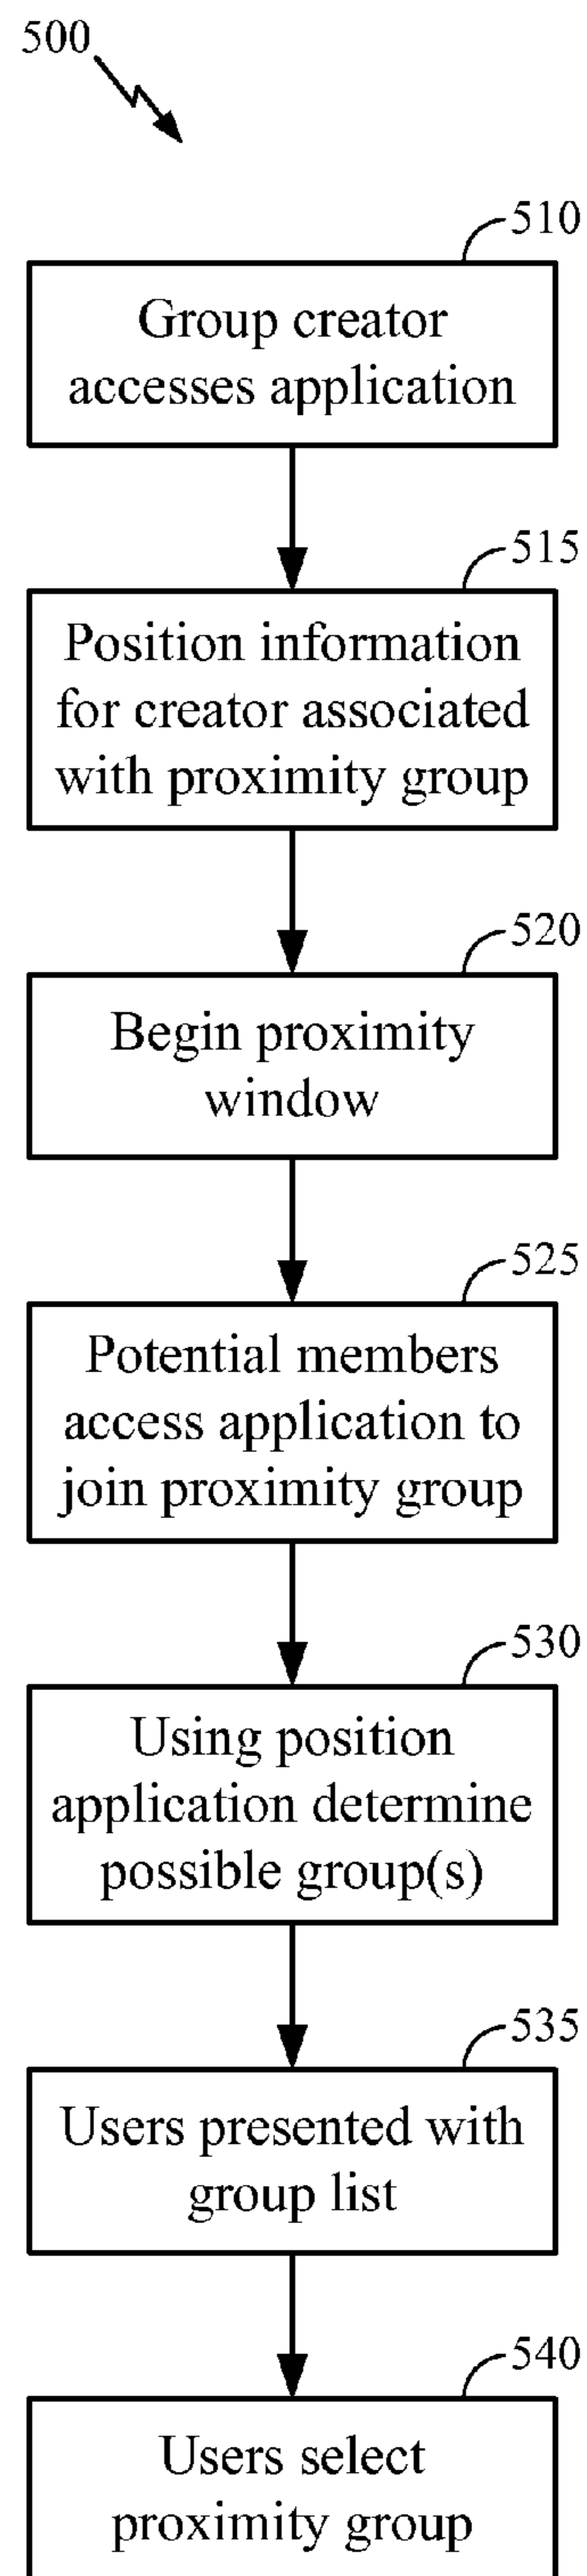 500
510
Group creator
accesses application
515
Position information
for creator associated
with proximity group
520
Begin proximity
window
525
Potential members
access application to
join proximity group
530
Using position
application determine
possible group(s)
535
Users presented with
group list
540
Users select
proximity group